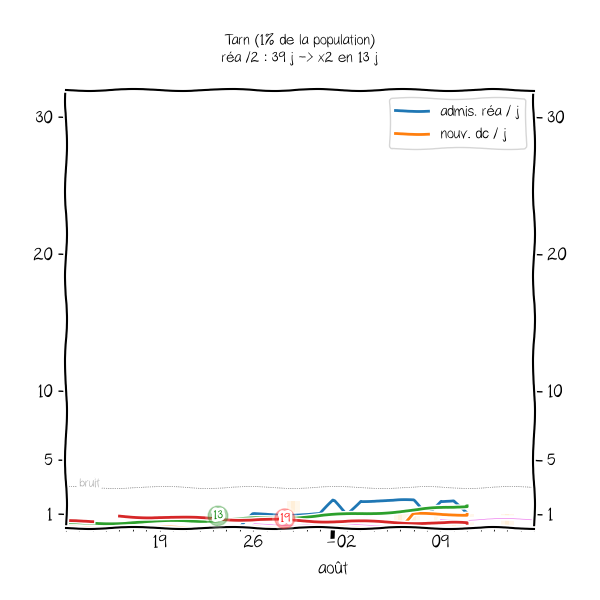 Tarn (1% de la population)
réa /2 : 39 j -> x2 en 13 j
admis. réa / j
nouv. dc / j
30
30
20
20
10
10
5
5
bruit
1
1
13
19
19
26
02
09
août